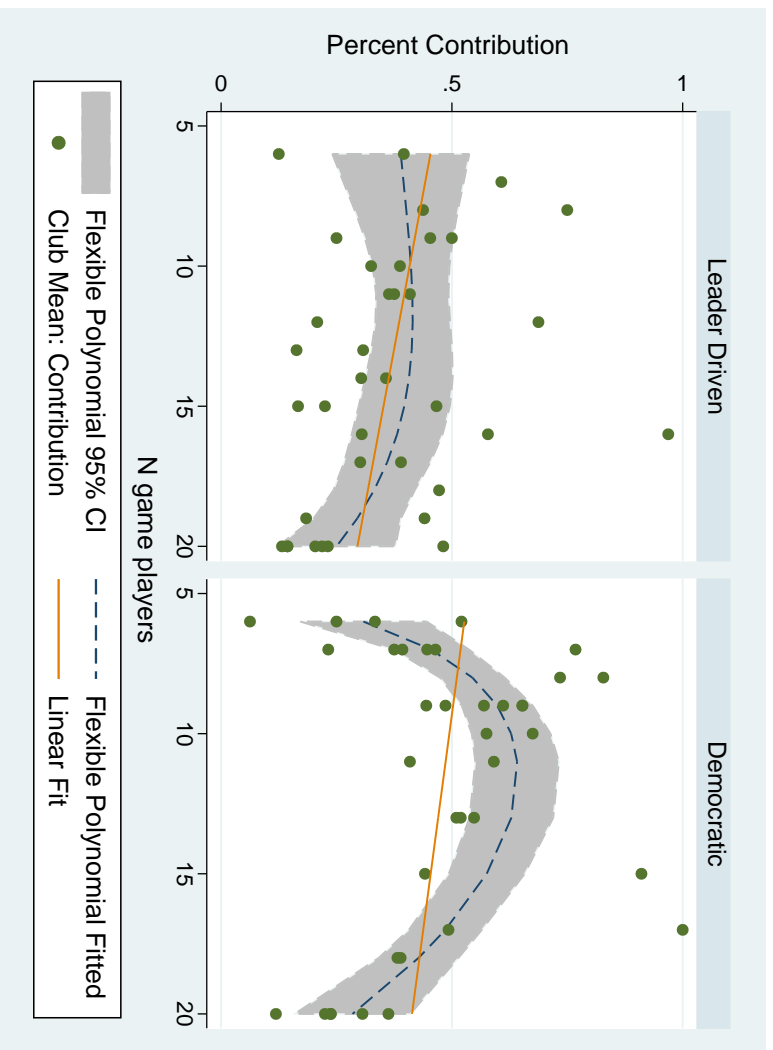 Leader Driven
Democratic
Percent Contribution
0
.5
1
5
10
15
20
5
10
15
20
N game players
Flexible Polynomial 95% CI
Flexible Polynomial Fitted
Club Mean: Contribution
Linear Fit